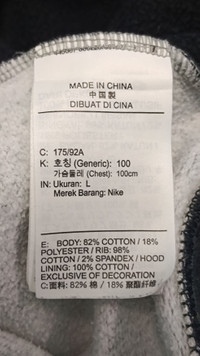 MADE IN CHINA
中国製
DIBUAT DI CINA
C: 175/92A
K: 호칭 (Generic): 100
가슴둘레 (Chest): 100cm
IN: Ukuran: L
Merek Barang: Nike
E: BODY: 82% COTTON / 18%
POLYESTER / RIB: 98%
COTTON / 2% SPANDEX / HOOD
LINING: 100% COTTON /
EXCLUSIVE OF DECORATION
C: 面料: 82% 棉 / 18% 聚酯纤维